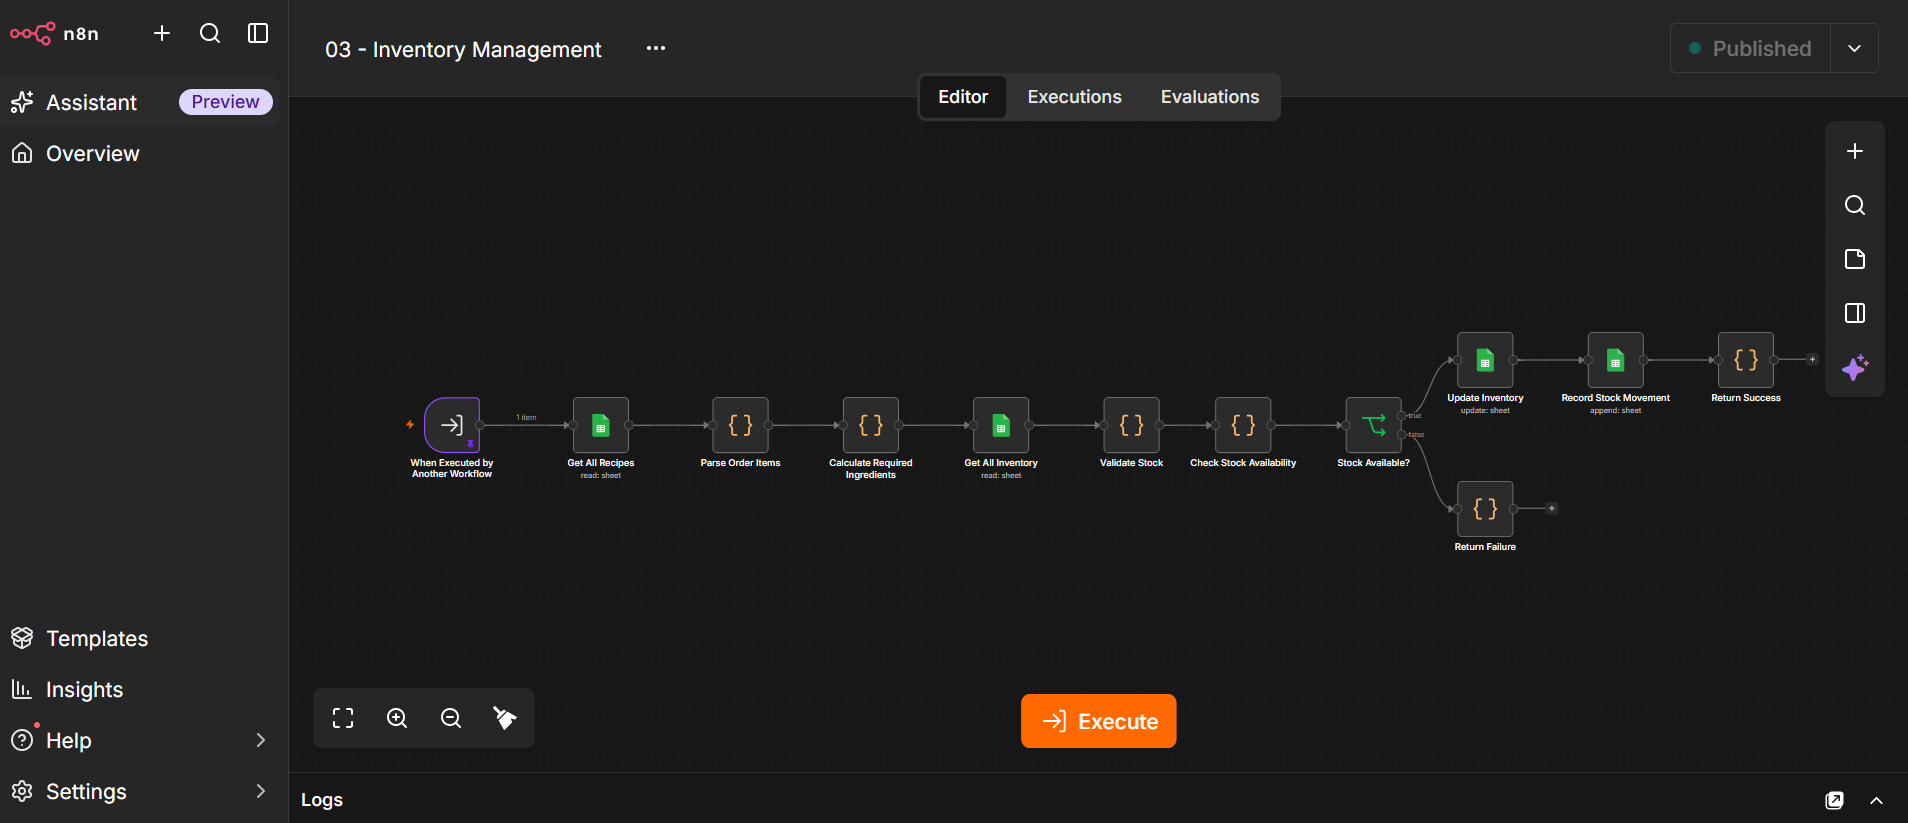 n8n
Assistant
Preview
Overview
Templates
Insights
Help
Settings
03 - Inventory Management
Published
Editor
Executions
Evaluations
1 item
When Executed by
Another Workflow
Get All Recipes
read: sheet
Parse Order Items
Calculate Required
Ingredients
Get All Inventory
read: sheet
Validate Stock
Check Stock Availability
Stock Available?
true
false
Update Inventory
update: sheet
Record Stock Movement
append: sheet
Return Success
Return Failure
Execute
Logs